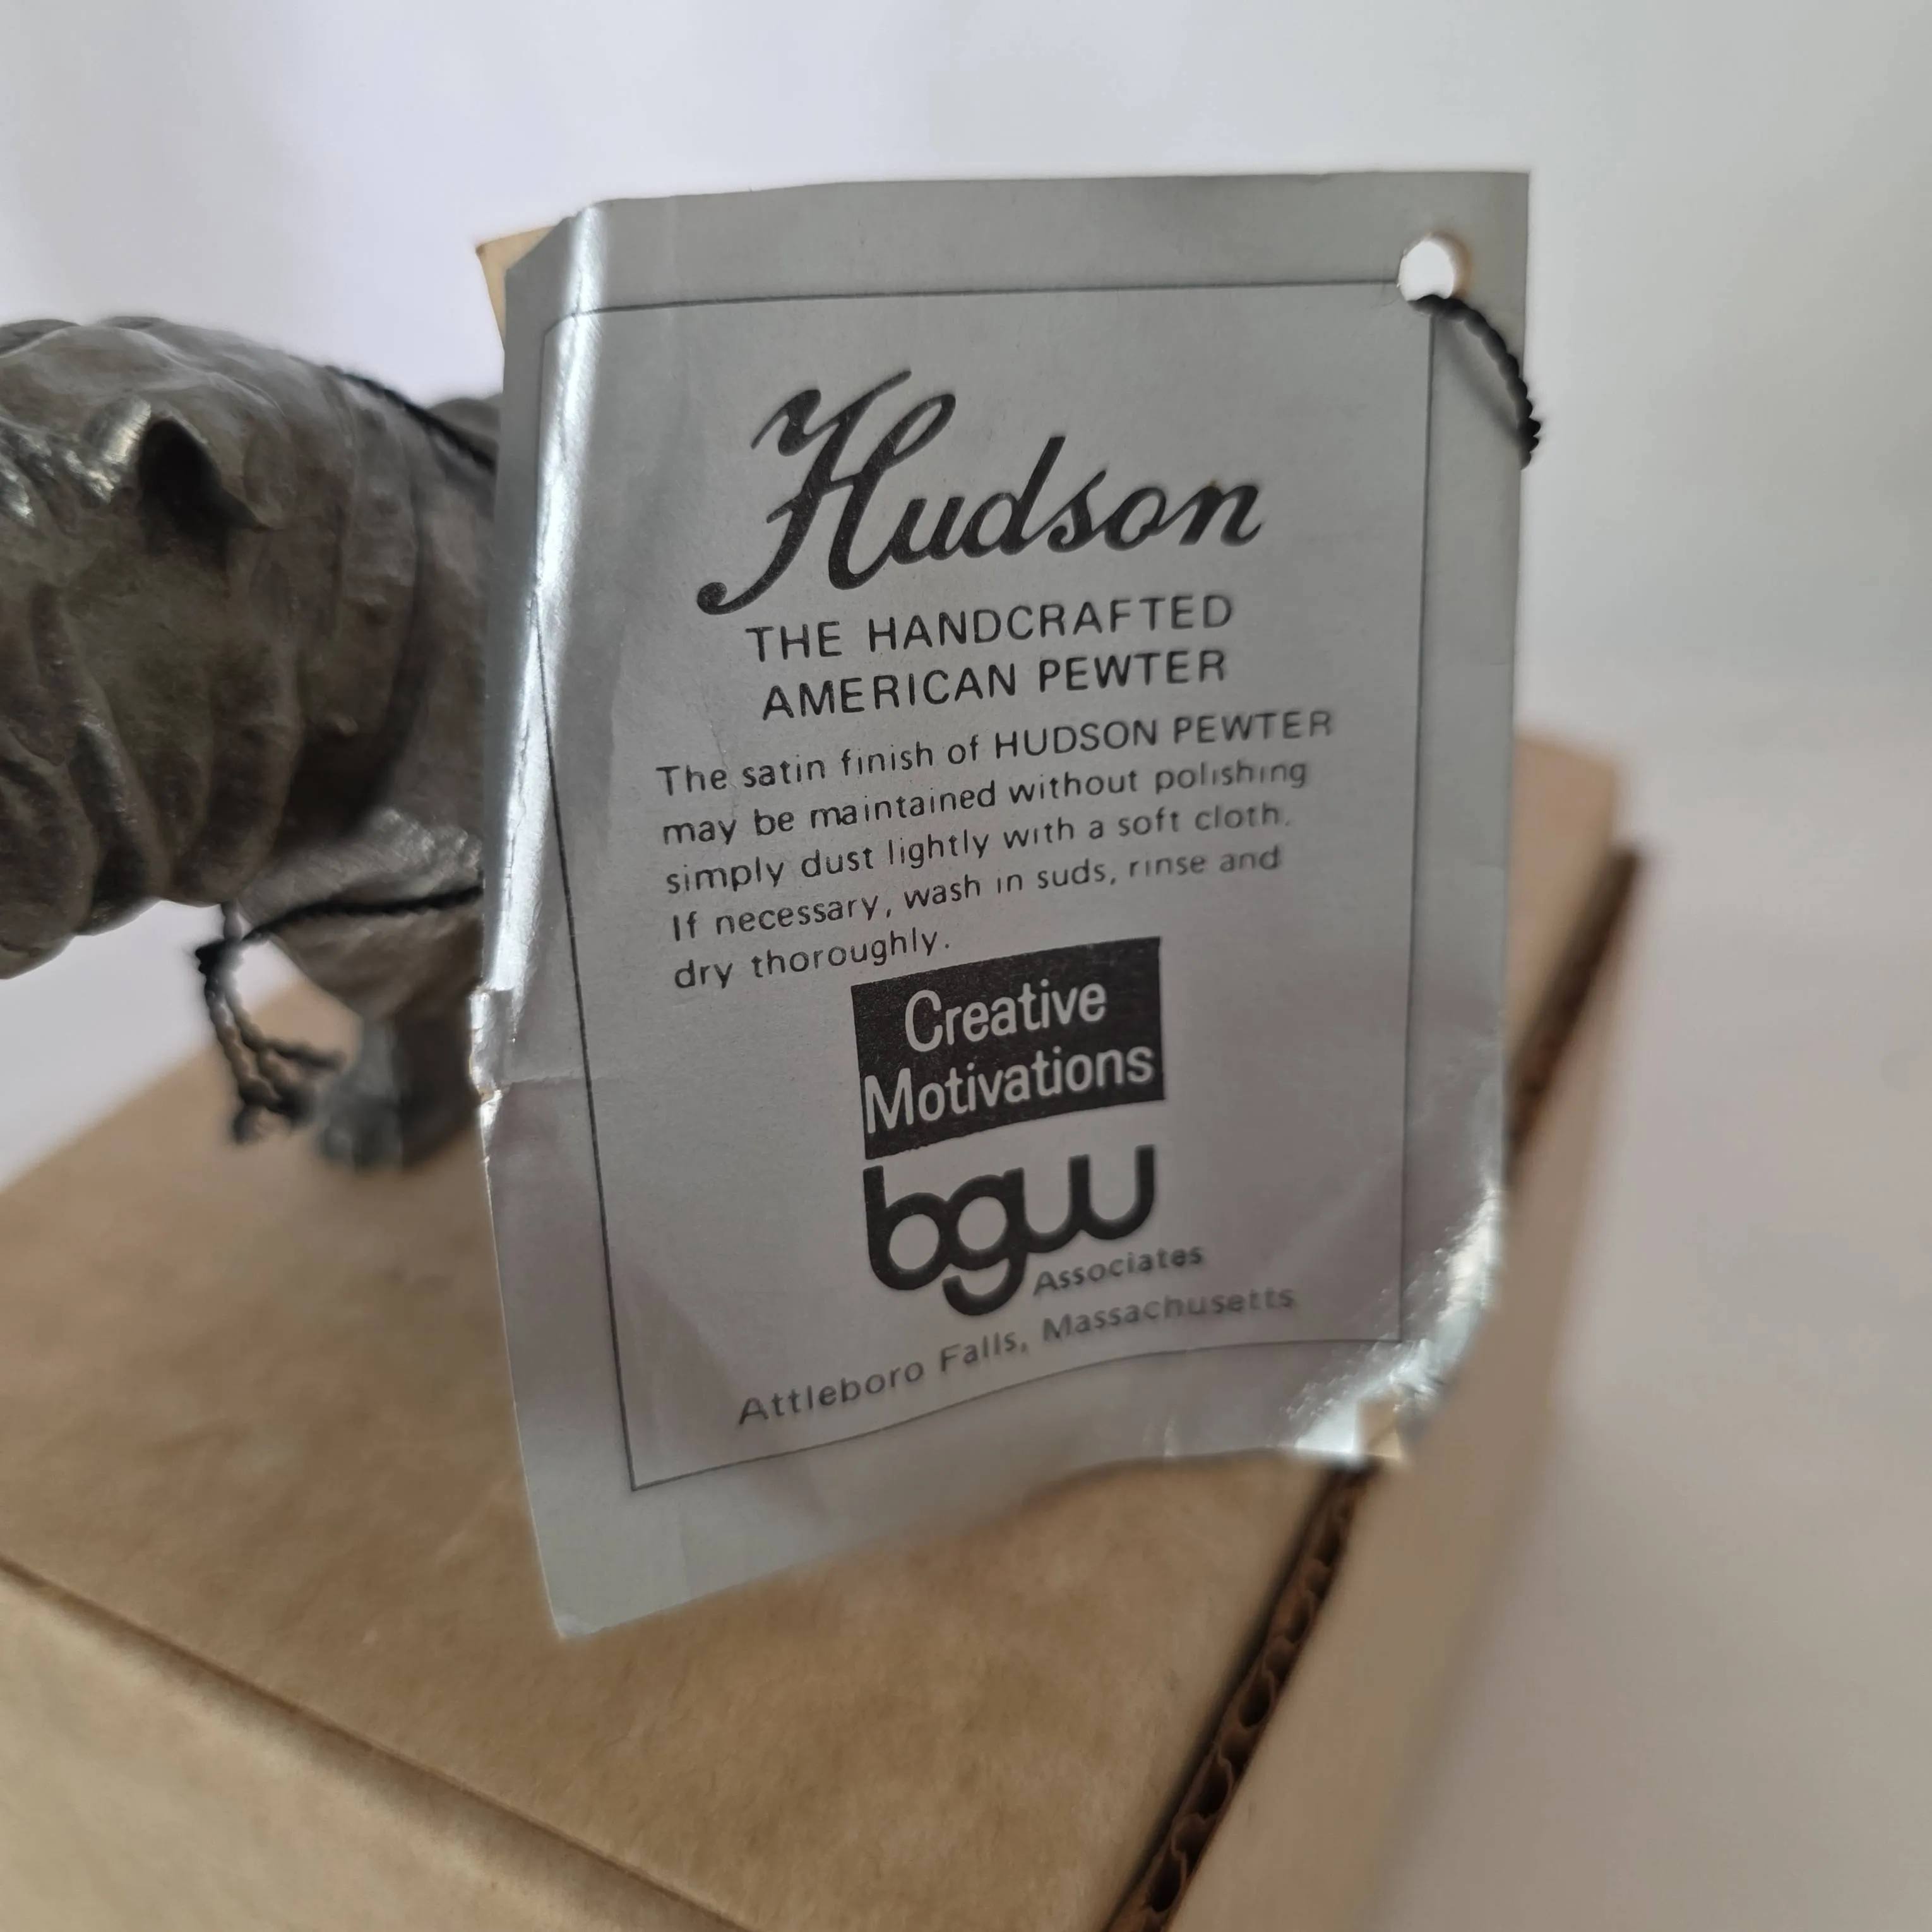 Hudson
THE HANDCRAFTED
AMERICAN PEWTER
The satin finish of HUDSON PEWTER
may be maintained without polishing
simply dust lightly with a soft cloth.
If necessary, wash in suds, rinse and
dry thoroughly.
Creative
Motivations
bgw
Associates
Attleboro Falls, Massachusetts